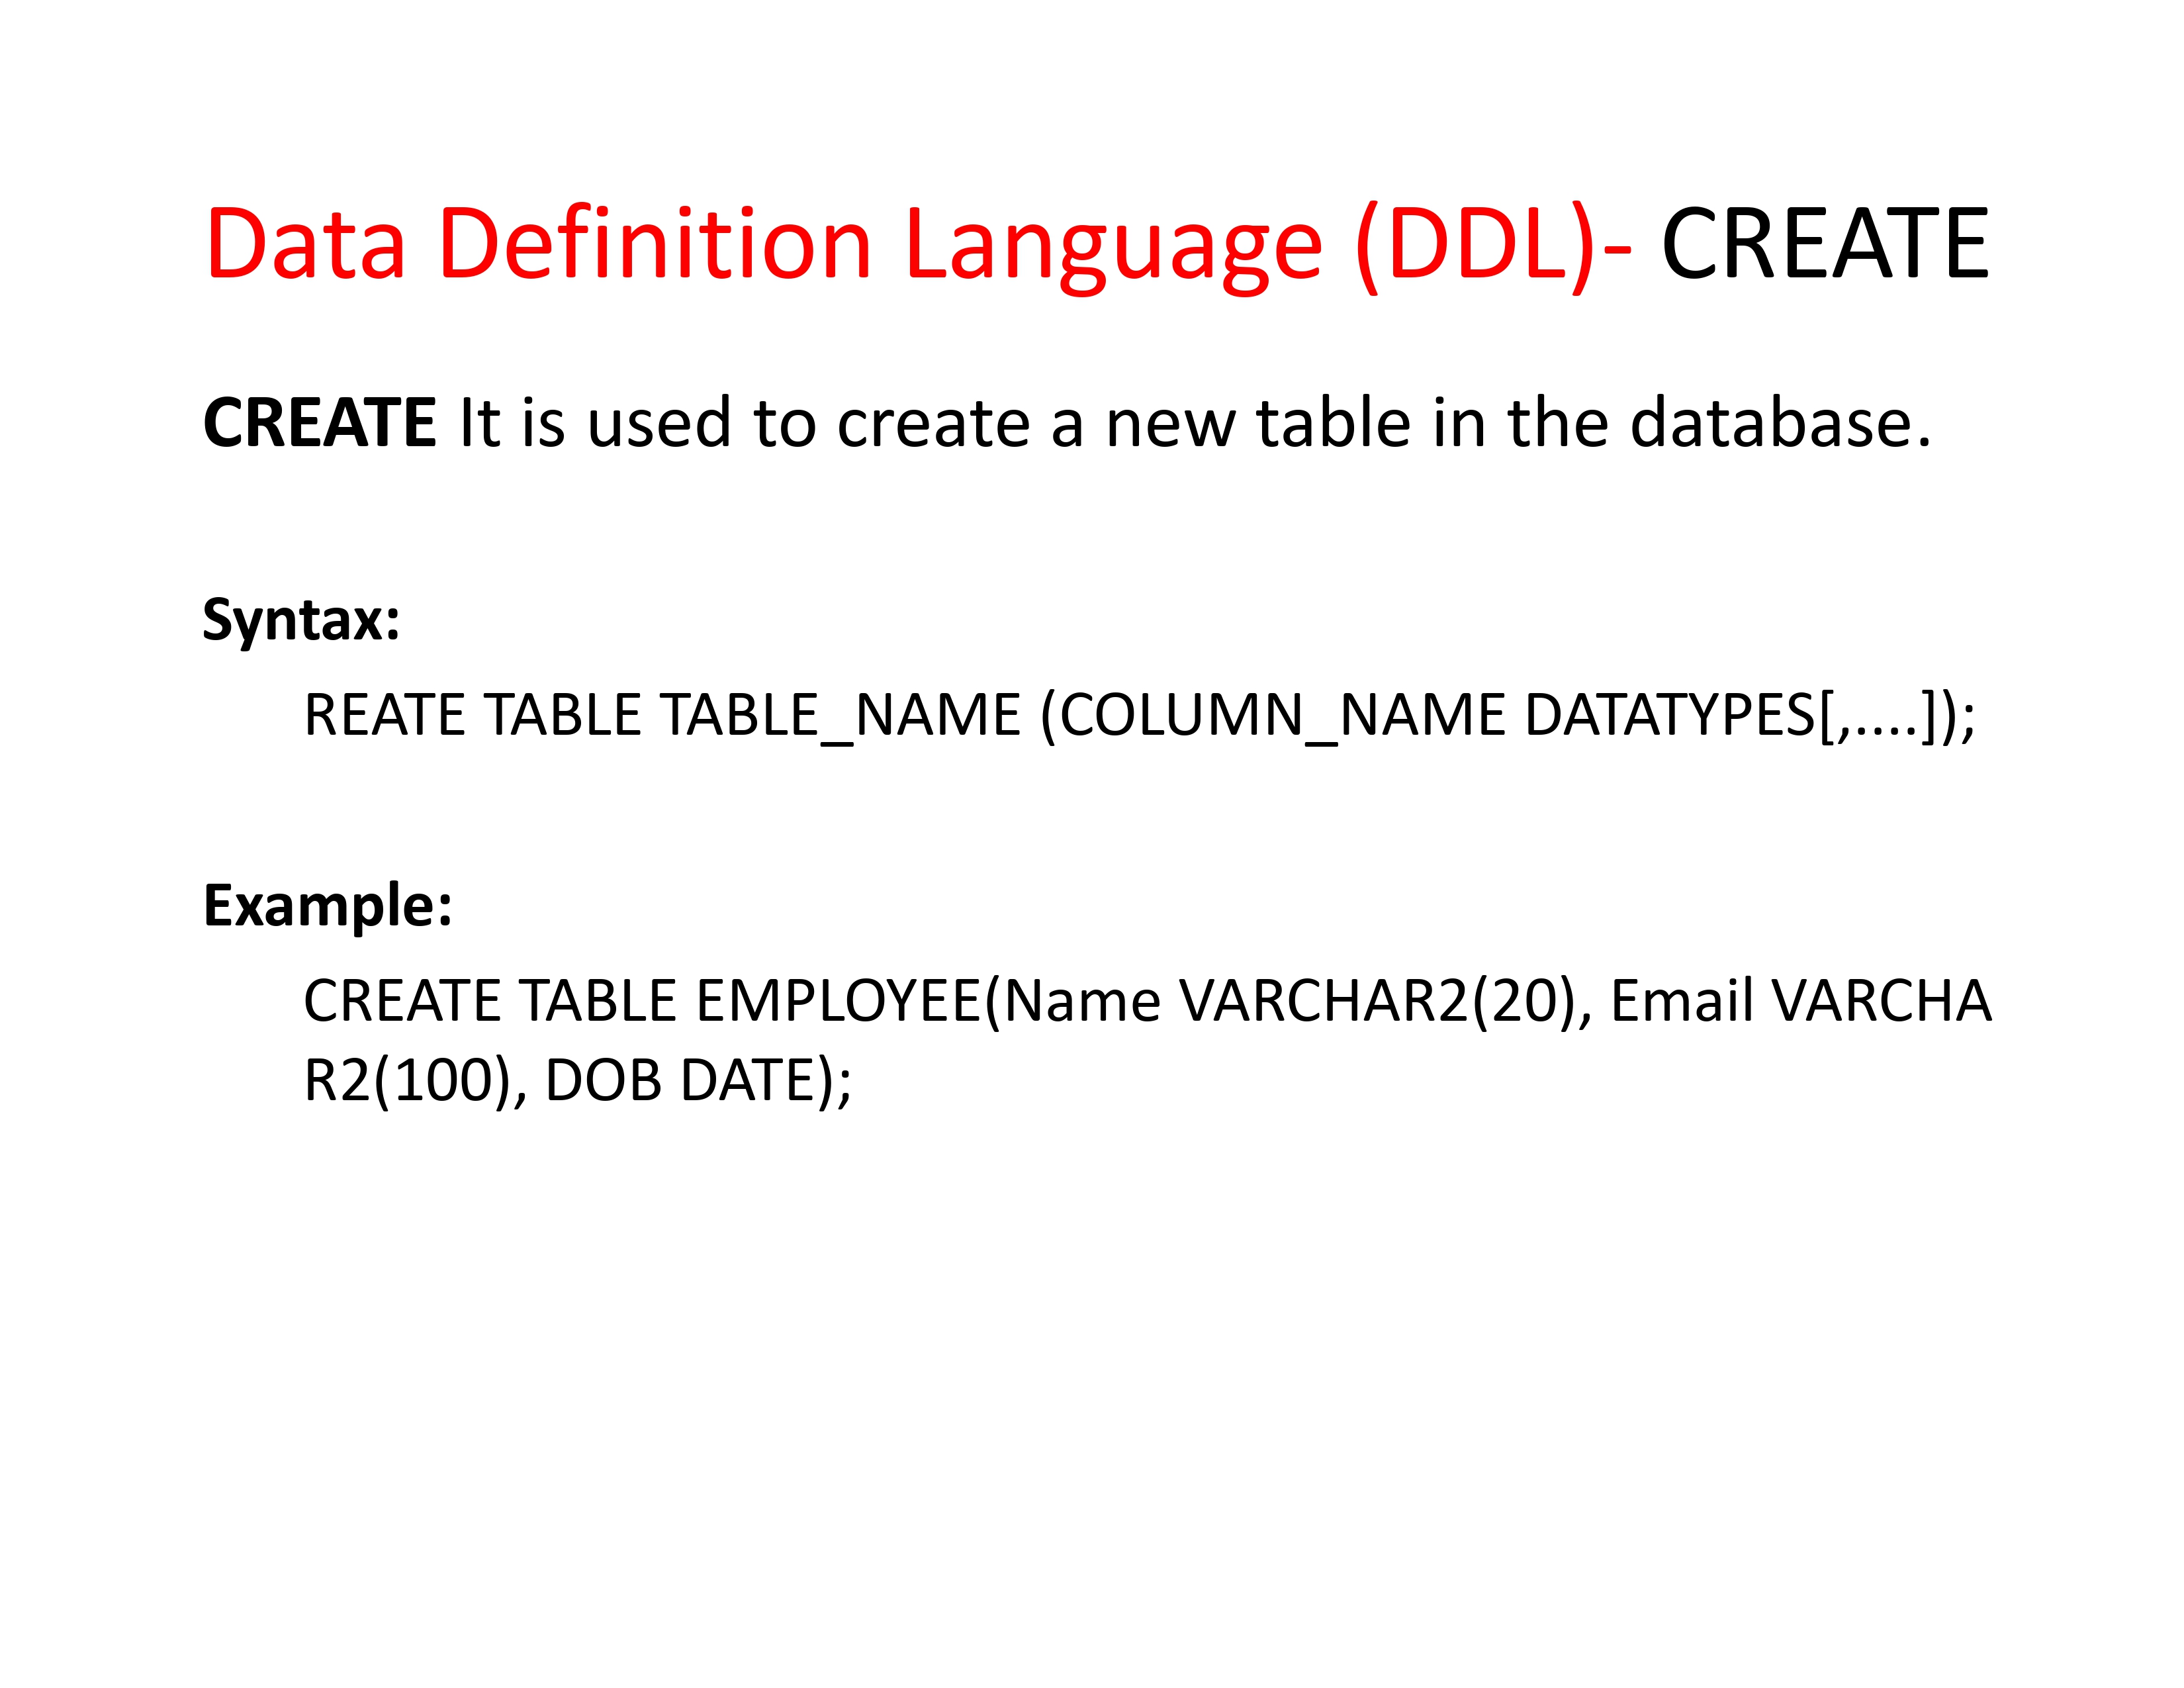 Data Definition Language (DDL)- CREATE
CREATE It is used to create a new table in the database.
Syntax:
REATE TABLE TABLE_NAME (COLUMN_NAME DATATYPES[,....]);
Example:
CREATE TABLE EMPLOYEE(Name VARCHAR2(20), Email VARCHA
R2(100), DOB DATE);